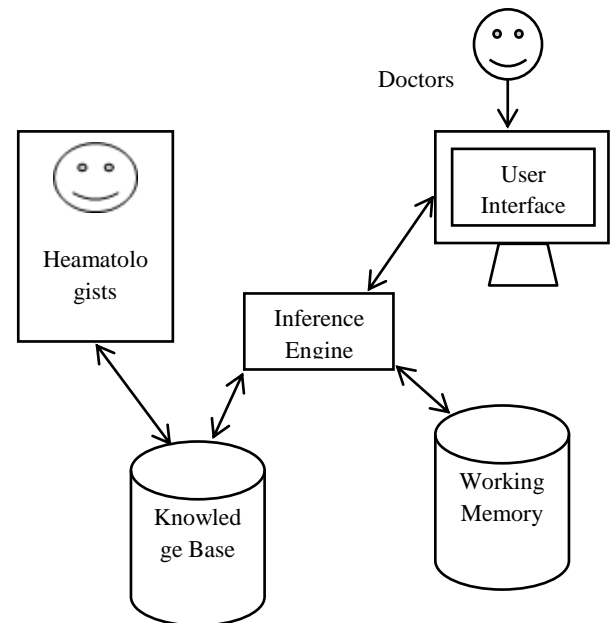 Doctors
User
Interface
Heamatolo
gists
Inference
Engine
Working
Memory
Knowled
ge Base